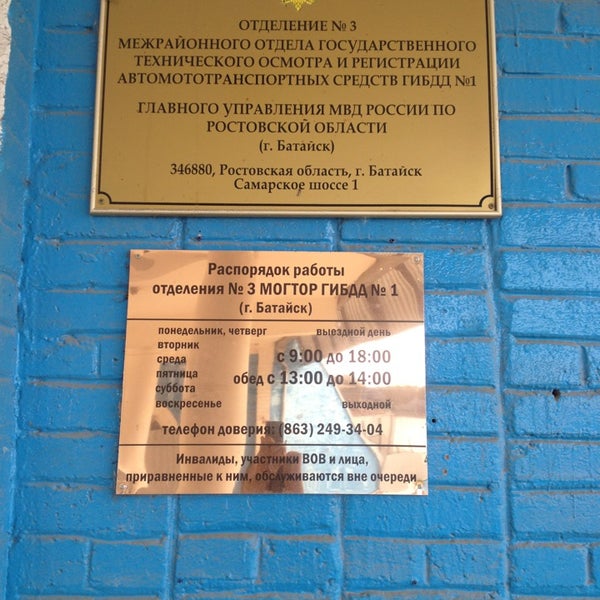 ОТДЕЛЕНИЕ № 3
МЕЖРАЙОННОГО ОТДЕЛА ГОСУДАРСТВЕННОГО
ТЕХНИЧЕСКОГО ОСМОТРА И РЕГИСТРАЦИИ
АВТОМОТОТРАНСПОРТНЫХ СРЕДСТВ ГИБДД №1
ГЛАВНОГО УПРАВЛЕНИЯ МВД РОССИИ ПО
РОСТОВСКОЙ ОБЛАСТИ
(г. Батайск)
346880, Ростовская область, г. Батайск
Самарское шоссе 1
Распорядок работы
отделения № 3 МОГТОР ГИБДД № 1
(г. Батайск)
понедельник, четверг выездной день
вторник
среда с 9:00 до 18:00
пятница обед с 13:00 до 14:00
суббота
воскресенье выходной
телефон доверия: (863) 249-34-04
Инвалиды, участники ВОВ и лица,
приравненные к ним, обслуживаются вне очереди